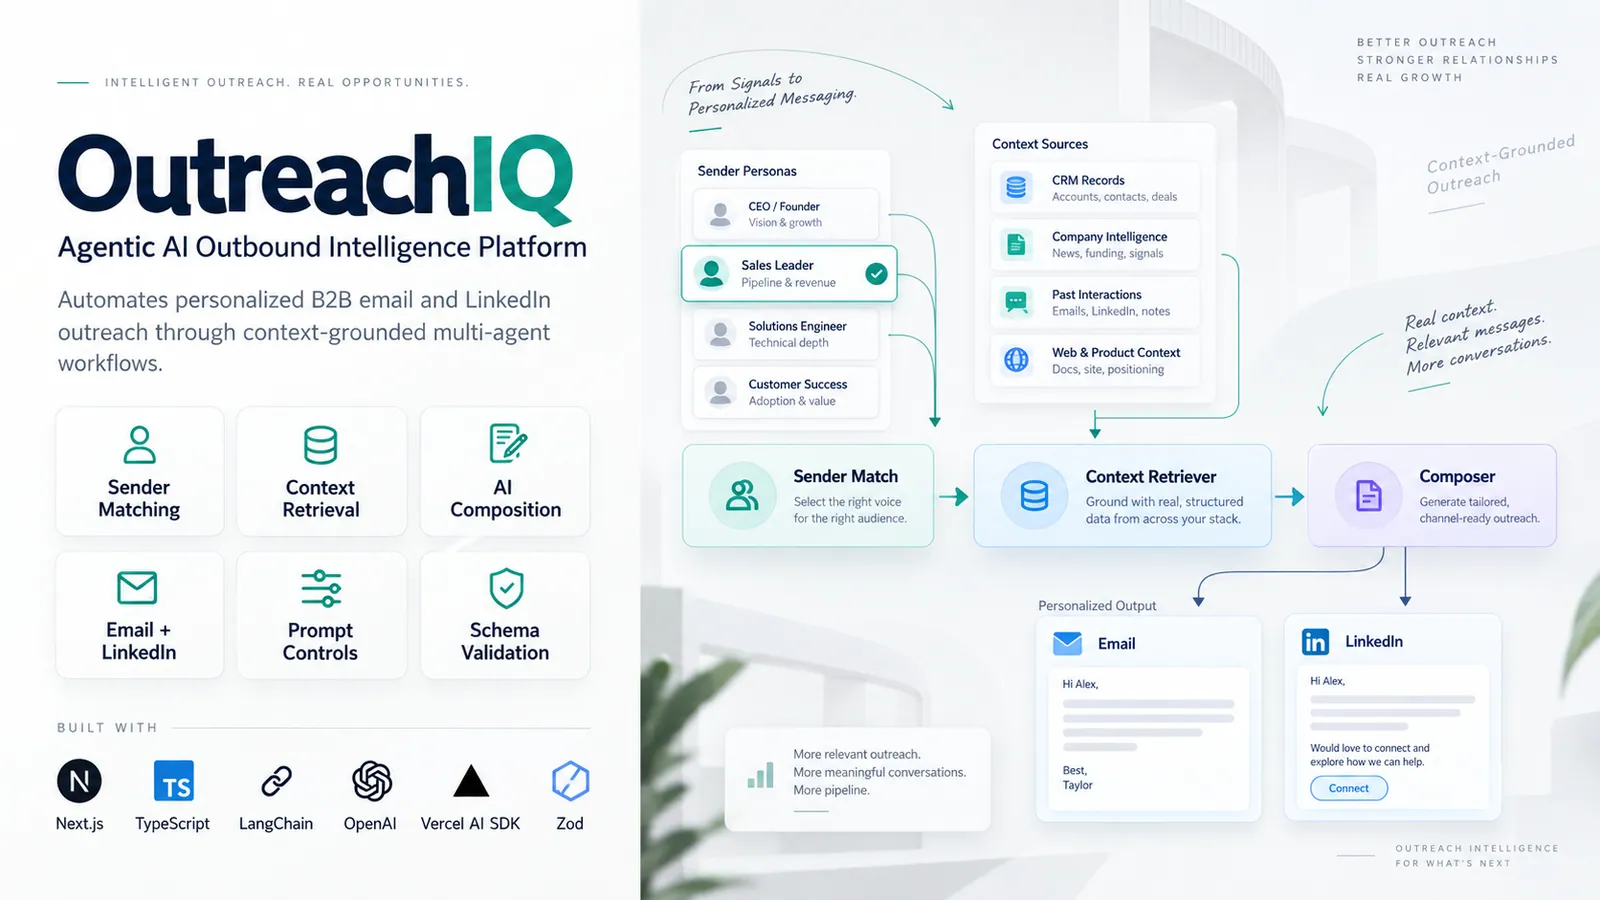 INTELLIGENT OUTREACH. REAL OPPORTUNITIES.
OutreachIQ
Agentic AI Outbound Intelligence Platform
Automates personalized B2B email and LinkedIn
outreach through context-grounded multi-agent
workflows.
Sender
Matching
Context
Retrieval
AI
Composition
Email +
LinkedIn
Prompt
Controls
Schema
Validation
BUILT WITH
N
TS
Next.js
TypeScript
LangChain
OpenAI
Vercel AI SDK
Zod
From Signals to
Personalized Messaging.
BETTER OUTREACH
STRONGER RELATIONSHIPS
REAL GROWTH
Context-Grounded
Outreach
Sender Personas
CEO / Founder
Vision & growth
Sales Leader
Pipeline & revenue
Solutions Engineer
Technical depth
Customer Success
Adoption & value
Context Sources
CRM Records
Accounts, contacts, deals
Company Intelligence
News, funding, signals
Past Interactions
Emails, LinkedIn, notes
Web & Product Context
Docs, site, positioning
Real context.
Relevant messages.
More conversations.
Sender Match
Select the right voice
for the right audience.
Context Retriever
Ground with real, structured
data from across your stack.
Composer
Generate tailored,
channel-ready outreach.
Personalized Output
Email
Hi Alex,
Best,
Taylor
in
LinkedIn
Hi Alex,
Would love to connect and
explore how we can help.
Connect
More relevant outreach.
More meaningful conversations.
More pipeline.
OUTREACH INTELLIGENCE
FOR WHAT'S NEXT